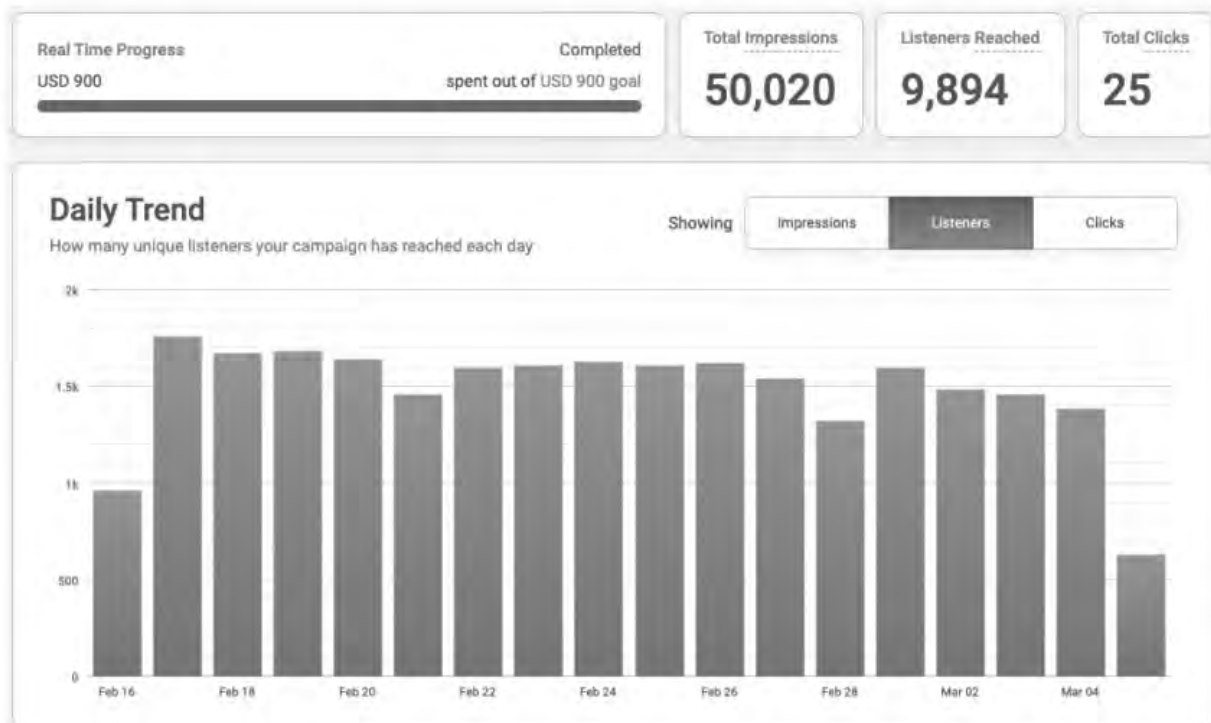 Real Time Progress
Completed
USD 900
spent out of USD 900 goal
Total Impressions
50,020
Listeners Reached
9,894
Total Clicks
25
Daily Trend
How many unique listeners your campaign has reached each day
Showing
Impressions
Listeners
Clicks
2k
1.5k
1k
500
0
Feb 16
Feb 18
Feb 20
Feb 22
Feb 24
Feb 26
Feb 28
Mar 02
Mar 04